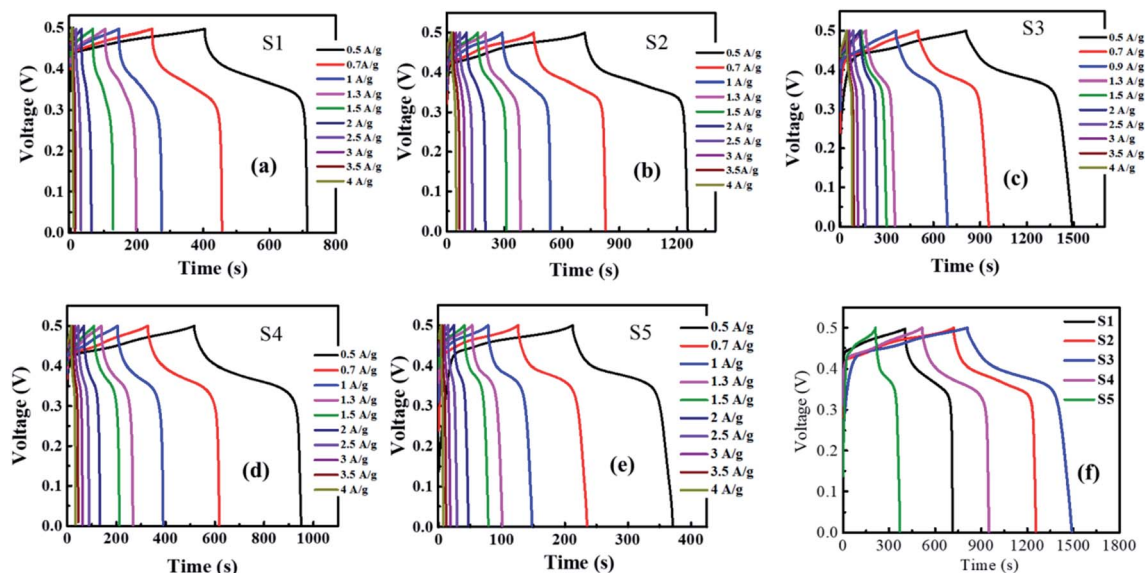 S1
0.5 A/g
0.7A/g
1 A/g
1.3 A/g
1.5 A/g
2 A/g
2.5 A/g
3 A/g
3.5 A/g
4 A/g
(a)
Voltage (V)
0.5
0.4
0.3
0.2
0.1
0.0
0 200 400 600 800
Time (s)
S2
0.5 A/g
0.7 A/g
1 A/g
1.3 A/g
1.5 A/g
2 A/g
2.5 A/g
3 A/g
3.5A/g
4 A/g
(b)
Voltage (V)
0.5
0.4
0.3
0.2
0.1
0.0
0 300 600 900 1200
Time (s)
S3
0.5 A/g
0.7 A/g
0.9 A/g
1.3 A/g
1.5 A/g
2 A/g
2.5 A/g
3 A/g
3.5 A/g
4 A/g
(c)
Voltage (V)
0.5
0.4
0.3
0.2
0.1
0.0
0 300 600 900 1200 1500
Time (s)
S4
0.5 A/g
0.7 A/g
1 A/g
1.3 A/g
1.5 A/g
2 A/g
2.5 A/g
3 A/g
3.5 A/g
4 A/g
(d)
Voltage (V)
0.5
0.4
0.3
0.2
0.1
0.0
0 200 400 600 800 1000
Time (s)
S5
0.5 A/g
0.7 A/g
1 A/g
1.3 A/g
1.5 A/g
2 A/g
2.5 A/g
3 A/g
3.5 A/g
4 A/g
(e)
Voltage (V)
0.5
0.4
0.3
0.2
0.1
0.0
0 100 200 300 400
Time (s)
S1
S2
S3
S4
S5
(f)
Voltage (V)
0.5
0.4
0.3
0.2
0.1
0.0
0 300 600 900 1200 1500 1800
Time (s)